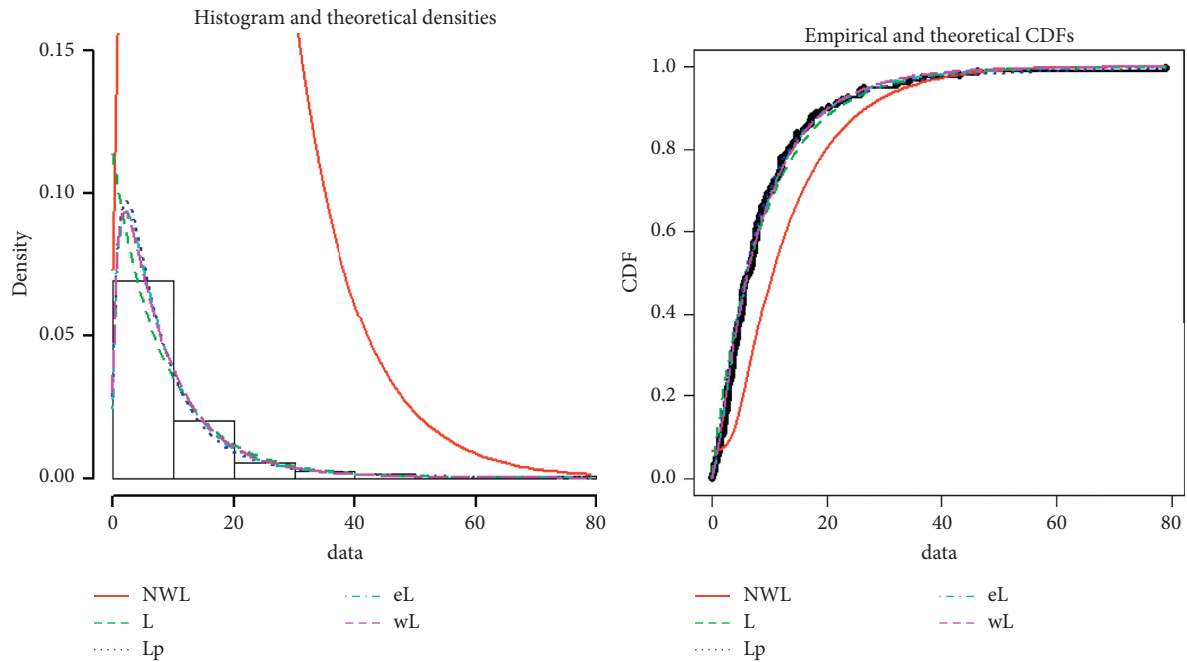 Histogram and theoretical densities
0.15
0.10
0.05
0.00
Density
0 20 40 60 80
data
NWL
L
Lp
eL
wL
Empirical and theoretical CDFs
1.0
0.8
0.6
0.4
0.2
0.0
CDF
0 20 40 60 80
data
NWL
L
Lp
eL
wL